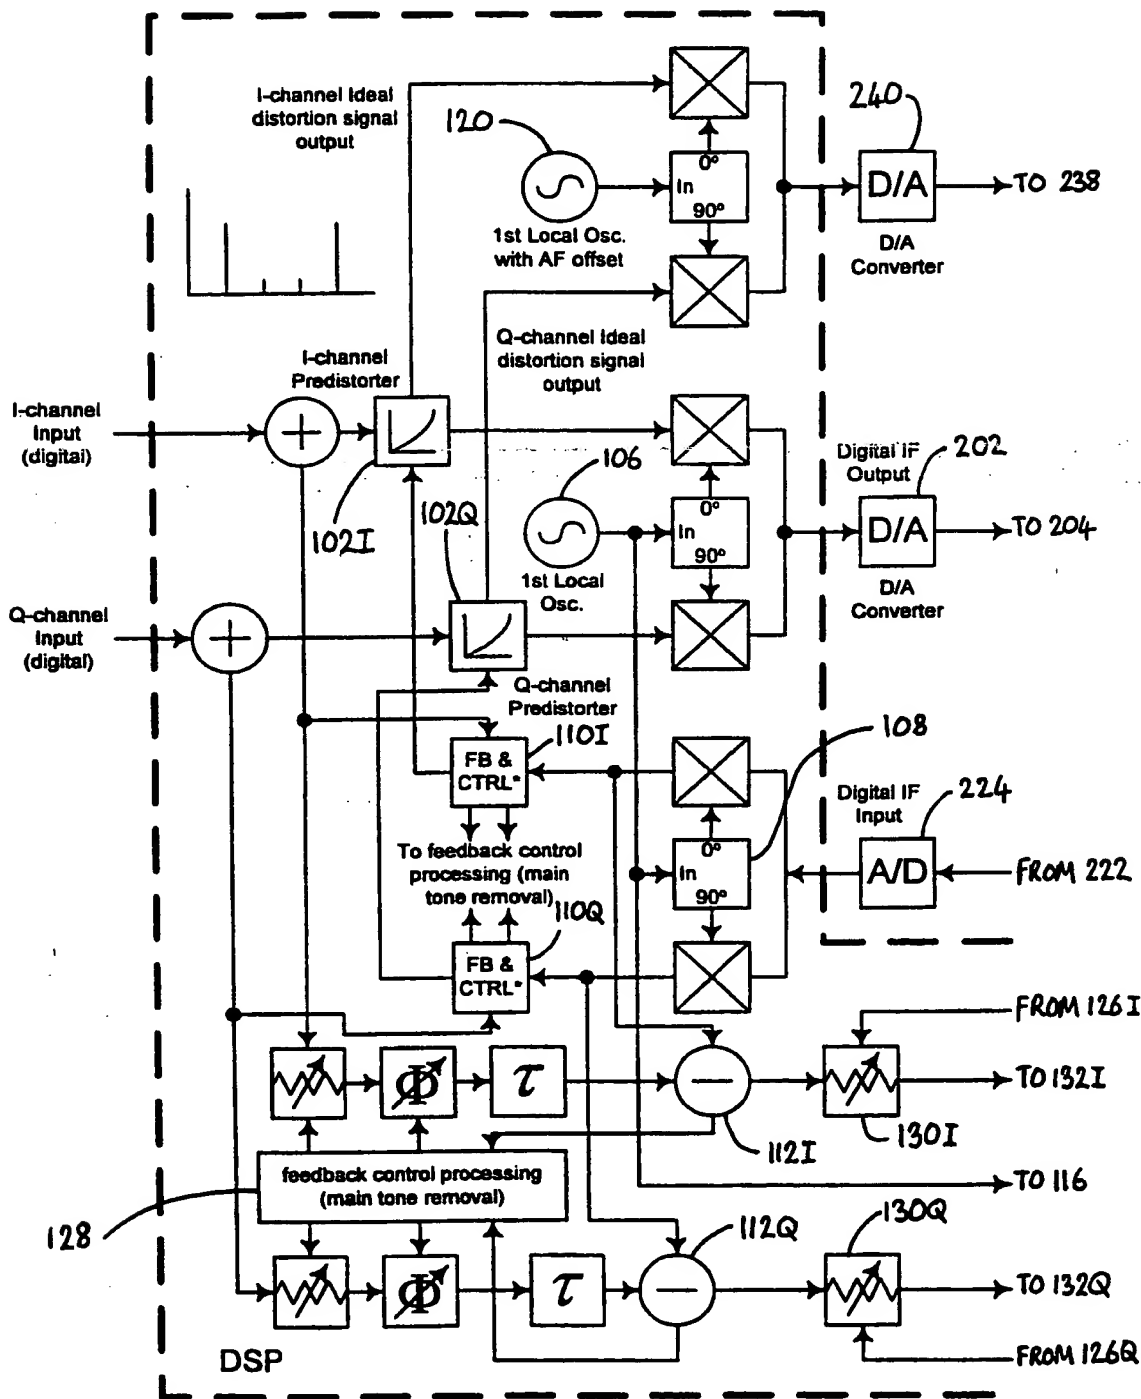 I-channel Ideal
distortion signal
output
120
240
0°
In
90°
D/A
TO 238
1st Local Osc.
with AF offset
D/A
Converter
Q-channel Ideal
distortion signal
output
I-channel
Predistorter
I-channel
Input
(digital)
+
106
Digital IF
Output
202
102I
102Q
0°
In
90°
D/A
TO 204
1st Local
Osc.
D/A
Converter
Q-channel
Input
(digital)
+
Q-channel
Predistorter
110I
108
FB &
CTRL*
Digital IF
Input
224
To feedback control
processing (main
tone removal)
0°
In
90°
A/D
FROM 222
110Q
FB &
CTRL*
FROM 126I
Φ
τ
−
TO 132I
112I
130I
feedback control processing
(main tone removal)
TO 116
128
112Q
130Q
Φ
τ
−
TO 132Q
DSP
FROM 126Q